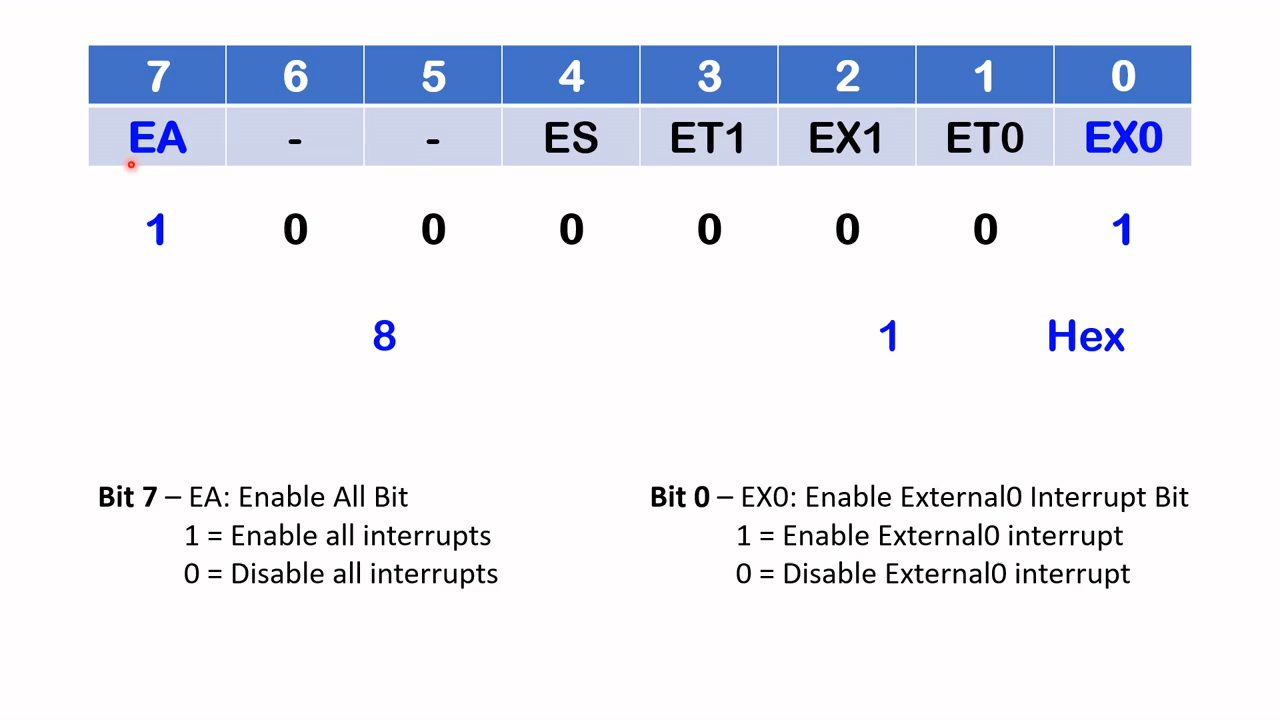 7 6 5 4 3 2 1 0
EA - - ES ET1 EX1 ET0 EX0
1 0 0 0 0 0 0 1
8 1 Hex
Bit 7 – EA: Enable All Bit
1 = Enable all interrupts
0 = Disable all interrupts
Bit 0 – EX0: Enable External0 Interrupt Bit
1 = Enable External0 interrupt
0 = Disable External0 interrupt